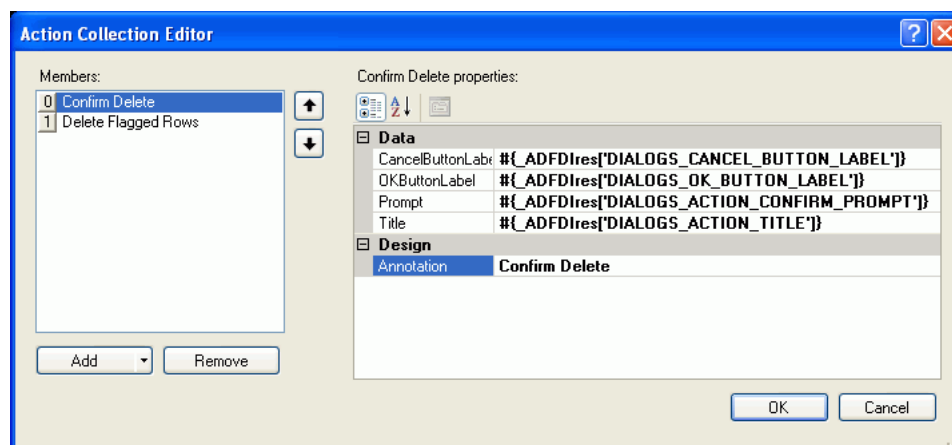 Action Collection Editor
Members:
0 Confirm Delete
1 Delete Flagged Rows
Add
Remove
Confirm Delete properties:
Data
CancelButtonLabe #{_ADFDIres['DIALOGS_CANCEL_BUTTON_LABEL']}
OKButtonLabel #{_ADFDIres['DIALOGS_OK_BUTTON_LABEL']}
Prompt #{_ADFDIres['DIALOGS_ACTION_CONFIRM_PROMPT']}
Title #{_ADFDIres['DIALOGS_ACTION_TITLE']}
Design
Annotation Confirm Delete
OK
Cancel